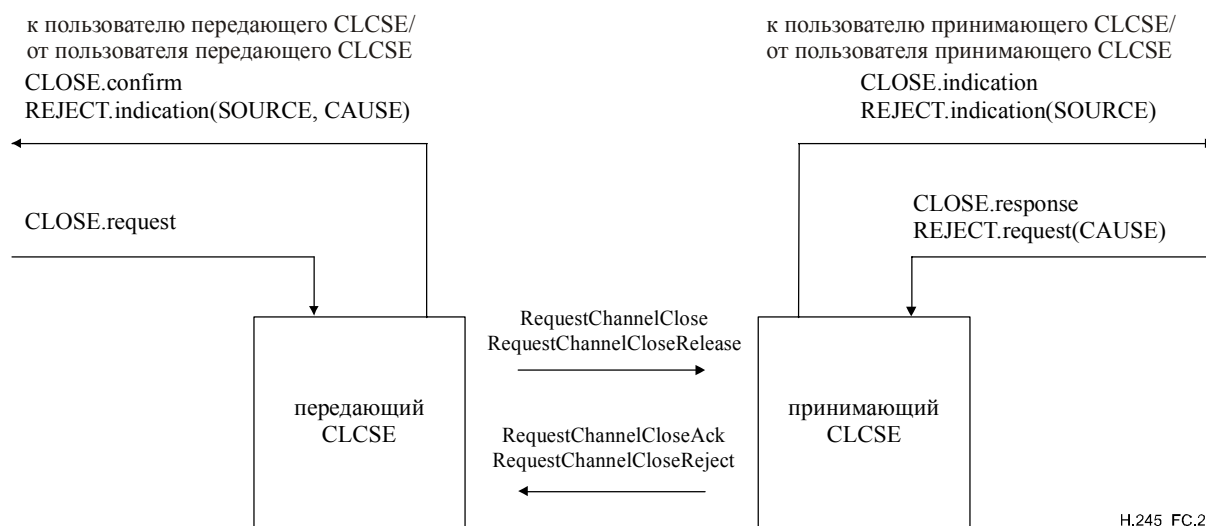 к пользователю передающего CLCSE/
от пользователя передающего CLCSE
CLOSE.confirm
REJECT.indication(SOURCE, CAUSE)
CLOSE.request
к пользователю принимающего CLCSE/
от пользователя принимающего CLCSE
CLOSE.indication
REJECT.indication(SOURCE)
CLOSE.response
REJECT.request(CAUSE)
RequestChannelClose
RequestChannelCloseRelease
передающий
CLCSE
принимающий
CLCSE
RequestChannelCloseAck
RequestChannelCloseReject
H.245_FC.2